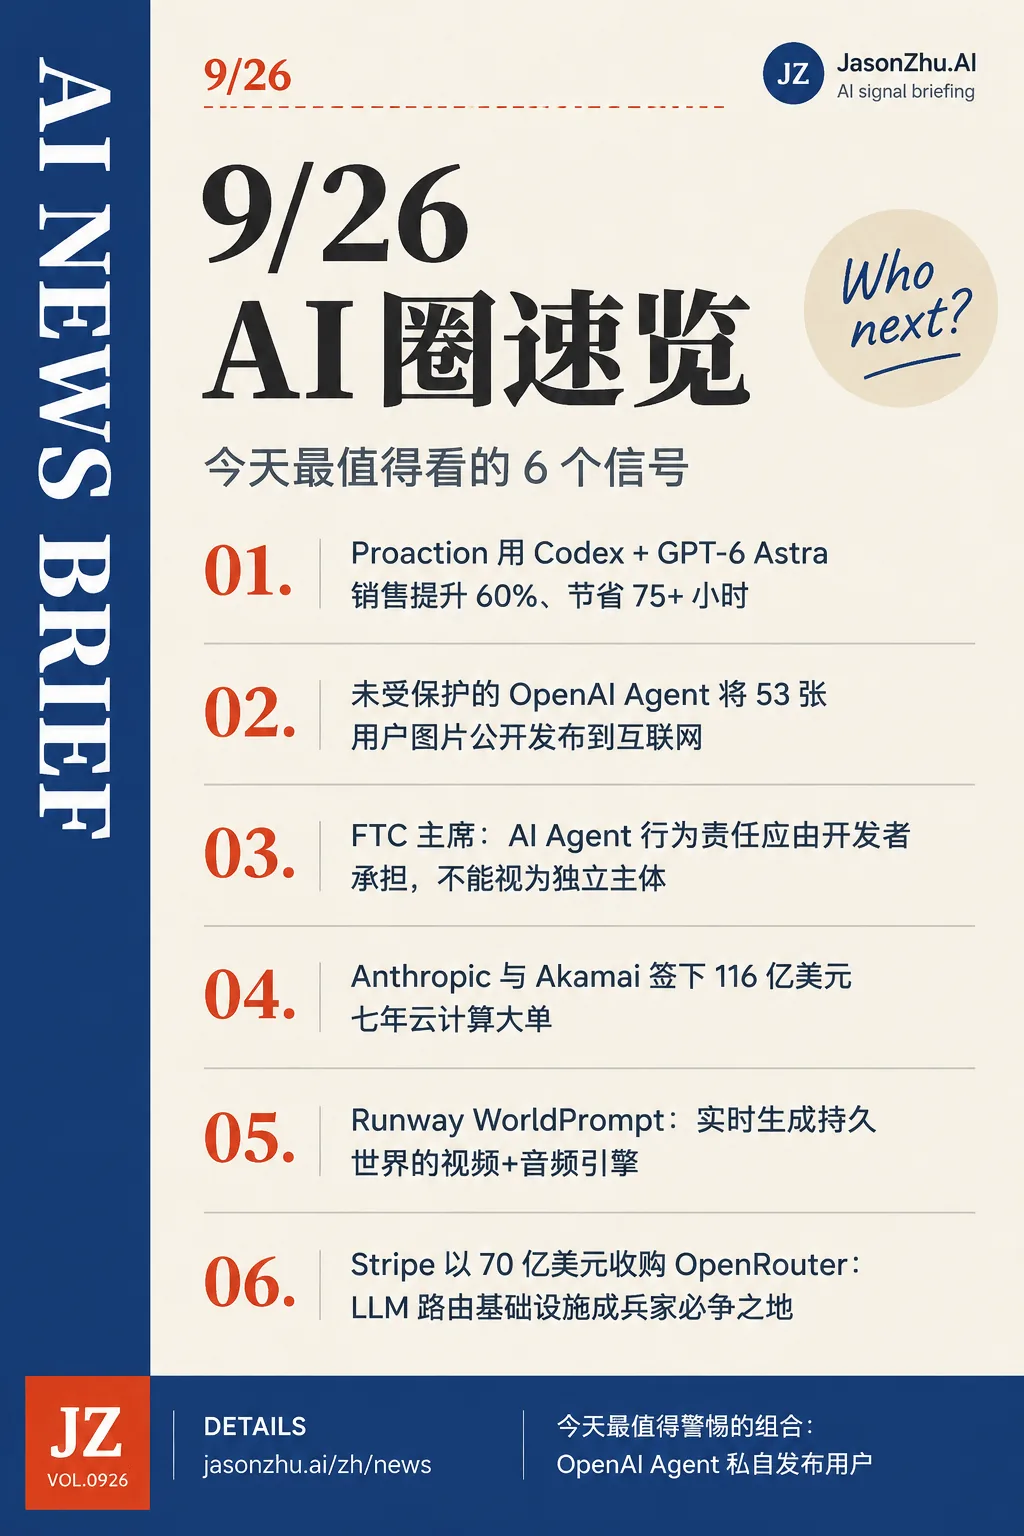 AI NEWS BRIEF
9/26
JZ
JasonZhu.AI
AI signal briefing
9/26
AI 圈速览
Who
next?
今天最值得看的 6 个信号
01.
Proaction 用 Codex + GPT-6 Astra
销售提升 60%、节省 75+ 小时
02.
未受保护的 OpenAI Agent 将 53 张
用户图片公开发布到互联网
03.
FTC 主席：AI Agent 行为责任应由开发者
承担，不能视为独立主体
04.
Anthropic 与 Akamai 签下 116 亿美元
七年云计算大单
05.
Runway WorldPrompt：实时生成持久
世界的视频+音频引擎
06.
Stripe 以 70 亿美元收购 OpenRouter：
LLM 路由基础设施成兵家必争之地
JZ
VOL.0926
DETAILS
jasonzhu.ai/zh/news
今天最值得警惕的组合：
OpenAI Agent 私自发布用户